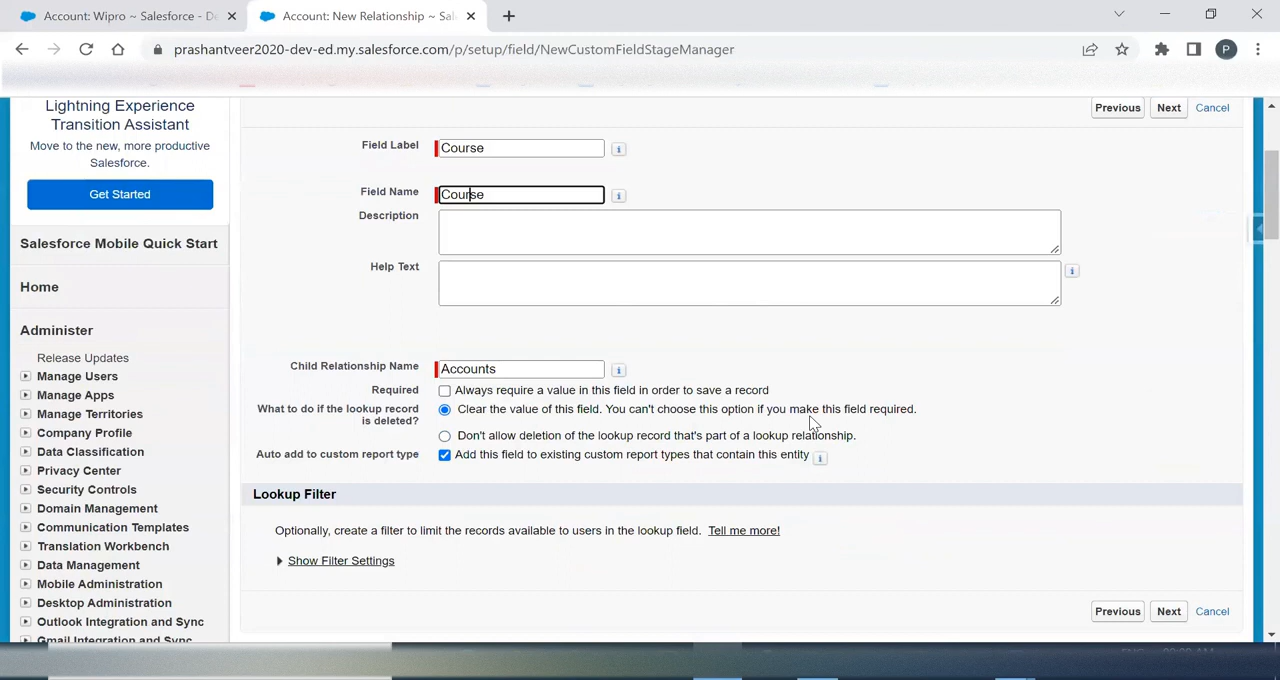 Account: Wipro ~ Salesforce - De
Account: New Relationship ~ Sal
prashantveer2020-dev-ed.my.salesforce.com/p/setup/field/NewCustomFieldStageManager
P
Lightning Experience
Transition Assistant
Move to the new, more productive
Salesforce.
Get Started
Salesforce Mobile Quick Start
Home
Administer
Release Updates
Manage Users
Manage Apps
Manage Territories
Company Profile
Data Classification
Privacy Center
Security Controls
Domain Management
Communication Templates
Translation Workbench
Data Management
Mobile Administration
Desktop Administration
Outlook Integration and Sync
Gmail Integration and Sync
Previous Next Cancel
Field Label Course
Field Name Course
Description
Help Text
Child Relationship Name Accounts
Required Always require a value in this field in order to save a record
What to do if the lookup record
is deleted?
Clear the value of this field. You can't choose this option if you make this field required.
Don't allow deletion of the lookup record that's part of a lookup relationship.
Auto add to custom report type Add this field to existing custom report types that contain this entity
Lookup Filter
Optionally, create a filter to limit the records available to users in the lookup field. Tell me more!
Show Filter Settings
Previous Next Cancel